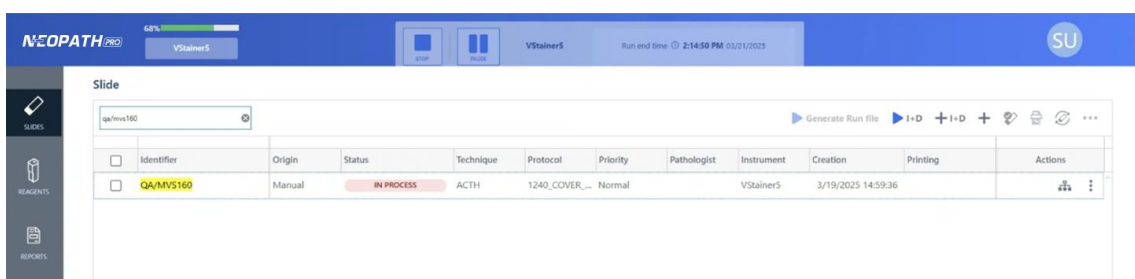 NEOPATH PRO
68%
VStainer5
STOP
PAUSE
VStainer5
Run end time 2:14:50 PM 03/21/2025
SU
Slide
SLIDES
REAGENTS
REPORTS
qa/mvs160
Generate Run file I+D +I+D +
Identifier Origin Status Technique Protocol Priority Pathologist Instrument Creation Printing Actions
QA/MVS160 Manual IN PROCESS ACTH 1240_COVER_... Normal VStainer5 3/19/2025 14:59:36